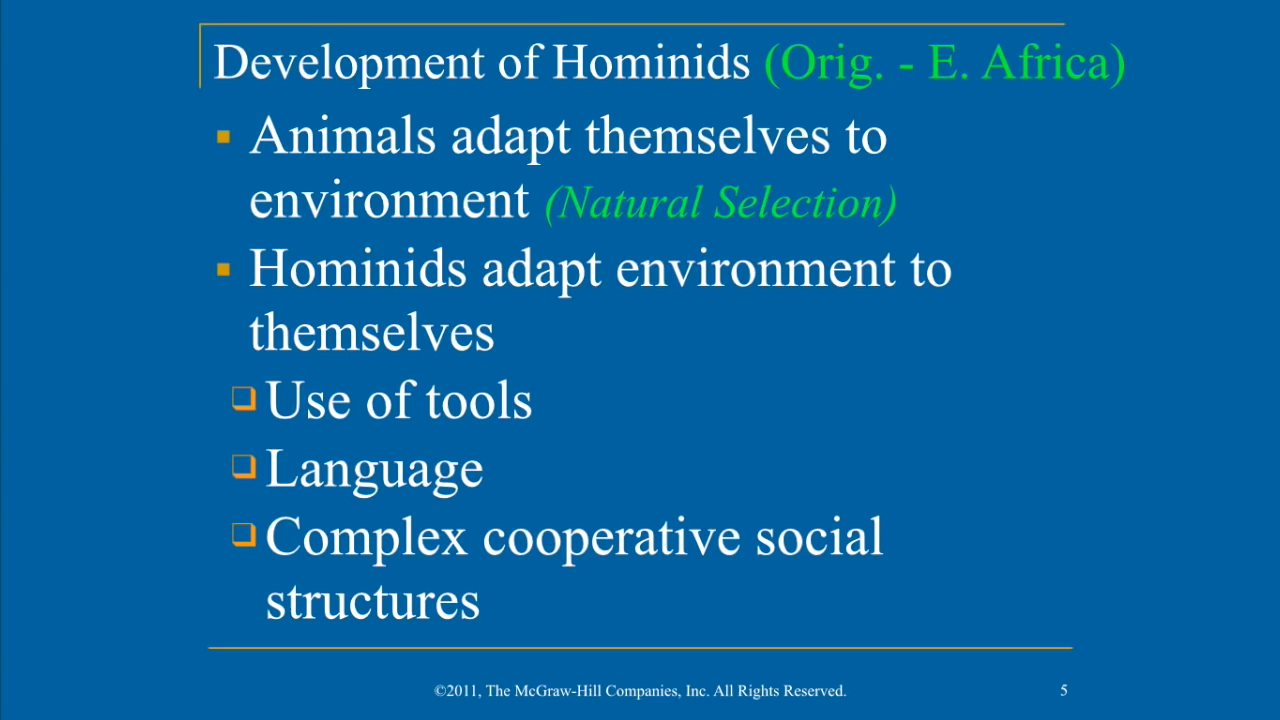 Development of Hominids (Orig. - E. Africa)
Animals adapt themselves to
environment (Natural Selection)
Hominids adapt environment to
themselves
Use of tools
Language
Complex cooperative social
structures
©2011, The McGraw-Hill Companies, Inc. All Rights Reserved.
5